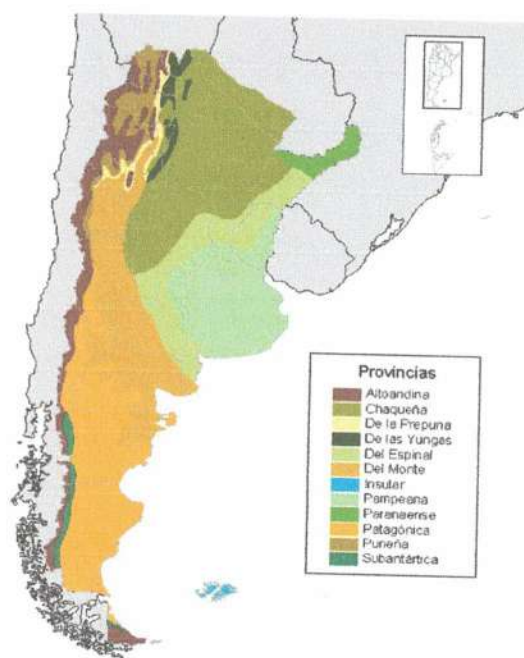 Provincias
Altoandina
Chaqueña
De la Prepuna
De las Yungas
Del Espinal
Del Monte
Insular
Pampeana
Paranaense
Patagónica
Puneña
Subantártica